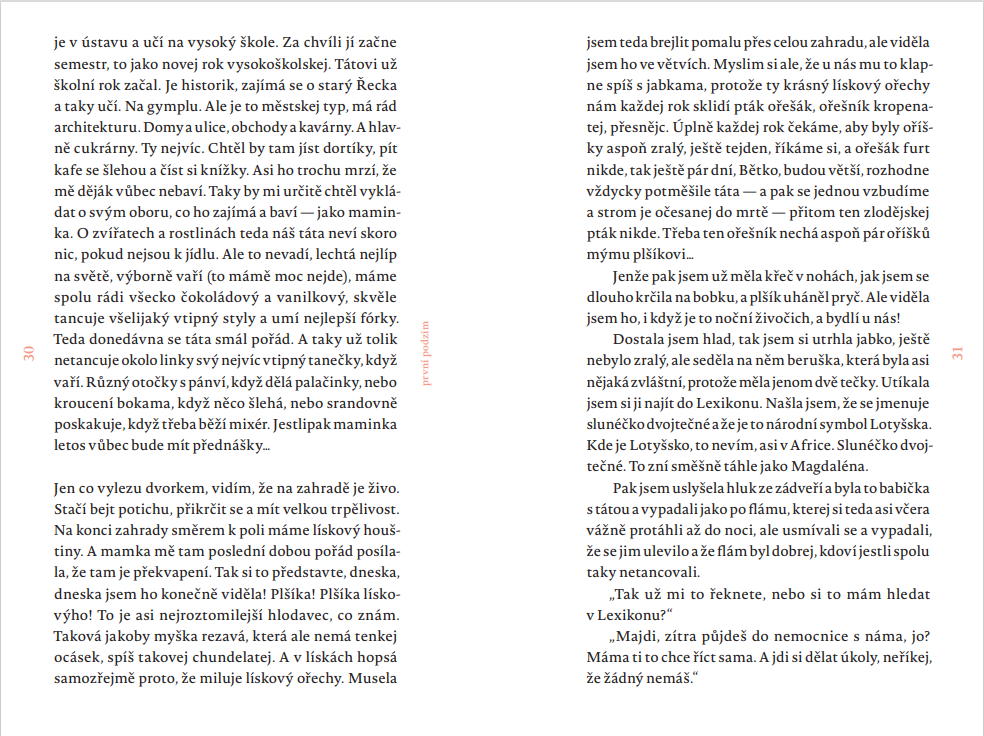 je v ústavu a učí na vysoký škole. Za chvíli jí začne
semestr, to jako novej rok vysokoškolskej. Tátovi už
školní rok začal. Je historik, zajímá se o starý Řecka
a taky učí. Na gymplu. Ale je to městskej typ, má rád
architekturu. Domy a ulice, obchody a kavárny. A hlav-
ně cukrárny. Ty nejvíc. Chtěl by tam jíst dortíky, pít
kafe se šlehou a číst si knížky. Asi ho trochu mrzí, že
mě děják vůbec nebaví. Taky by mi určitě chtěl vyklá-
dat o svým oboru, co ho zajímá a baví — jako mamin-
ka. O zvířatech a rostlinách teda náš táta neví skoro
nic, pokud nejsou k jídlu. Ale to nevadí, lechtá nejlíp
na světě, výborně vaří (to mámě moc nejde), máme
spolu rádi všecko čokoládový a vanilkový, skvěle
tancuje všelijaký vtipný styly a umí nejlepší fórky.
Teda donedávna se táta smál pořád. A taky už tolik
netancuje okolo linky svý nejvíc vtipný tanečky, když
vaří. Různý otočky s pánví, když dělá palačinky, nebo
kroucení bokama, když něco šlehá, nebo srandovně
poskakuje, když třeba běží mixér. Jestlipak maminka
letos vůbec bude mít přednášky…
Jen co vylezu dvorkem, vidím, že na zahradě je živo.
Stačí bejt potichu, přikrčit se a mít velkou trpělivost.
Na konci zahrady směrem k poli máme lískový houš-
tiny. A mamka mě tam poslední dobou pořád posíla-
la, že tam je překvapení. Tak si to představte, dneska,
dneska jsem ho konečně viděla! Plšíka! Plšíka lísko-
výho! To je asi nejroztomilejší hlodavec, co znám.
Taková jakoby myška rezavá, která ale nemá tenkej
ocásek, spíš takovej chundelatej. A v lískách hopsá
samozřejmě proto, že miluje lískový ořechy. Musela
30
první podzim
jsem teda brejlit pomalu přes celou zahradu, ale viděla
jsem ho ve větvích. Myslim si ale, že u nás mu to klap-
ne spíš s jabkama, protože ty krásný lískový ořechy
nám každej rok sklidí pták ořešák, ořešník kropena-
tej, přesnějc. Úplně každej rok čekáme, aby byly oříš-
ky aspoň zralý, ještě tejden, říkáme si, a ořešák furt
nikde, tak ještě pár dní, Bětko, budou větší, rozhodne
vždycky potměšile táta — a pak se jednou vzbudíme
a strom je očesanej do mrtě — přitom ten zlodějskej
pták nikde. Třeba ten ořešník nechá aspoň pár oříšků
mýmu plšíkovi…
Jenže pak jsem už měla křeč v nohách, jak jsem se
dlouho krčila na bobku, a plšík uháněl pryč. Ale viděla
jsem ho, i když je to noční živočich, a bydlí u nás!
Dostala jsem hlad, tak jsem si utrhla jabko, ještě
nebylo zralý, ale seděla na něm beruška, která byla asi
nějaká zvláštní, protože měla jenom dvě tečky. Utíkala
jsem si ji najít do Lexikonu. Našla jsem, že se jmenuje
slunéčko dvojtečné a že je to národní symbol Lotyšska.
Kde je Lotyšsko, to nevím, asi v Africe. Slunéčko dvoj-
tečné. To zní směšně táhle jako Magdaléna.
Pak jsem uslyšela hluk ze zádveří a byla to babička
s tátou a vypadali jako po flámu, kterej si teda asi včera
vážně protáhli až do noci, ale usmívali se a vypadali,
že se jim ulevilo a že flám byl dobrej, kdoví jestli spolu
taky netancovali.
„Tak už mi to řeknete, nebo si to mám hledat
v Lexikonu?“
„Majdi, zítra půjdeš do nemocnice s náma, jo?
Máma ti to chce říct sama. A jdi si dělat úkoly, neříkej,
že žádný nemáš.“
31